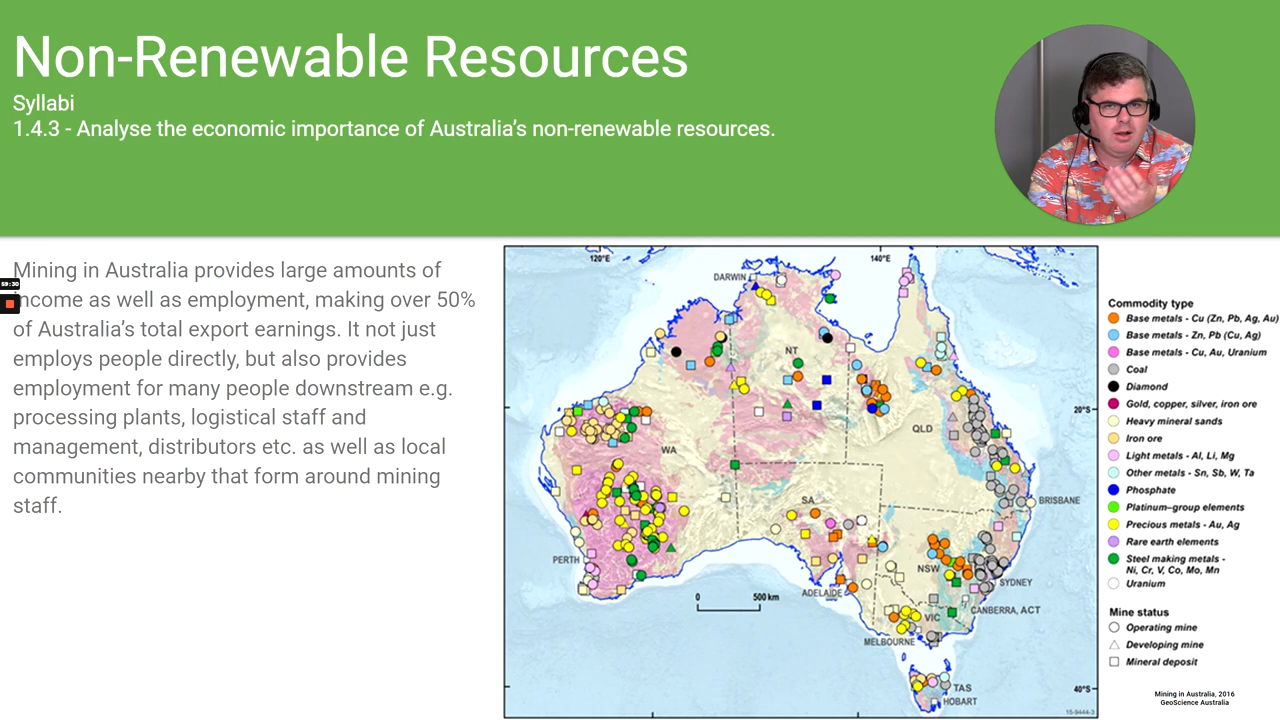 Non-Renewable Resources
Syllabi
1.4.3 - Analyse the economic importance of Australia's non-renewable resources.
59:30
Mining in Australia provides large amounts of
income as well as employment, making over 50%
of Australia's total export earnings. It not just
employs people directly, but also provides
employment for many people downstream e.g.
processing plants, logistical staff and
management, distributors etc. as well as local
communities nearby that form around mining
staff.
120°E
140°E
DARWIN
NT
20°S
QLD
WA
SA
BRISBANE
PERTH
NSW
SYDNEY
ADELAIDE
0 500 km
CANBERRA, ACT
VIC
MELBOURNE
TAS
40°S
HOBART
15-9444-3
Commodity type
Base metals - Cu (Zn, Pb, Ag, Au)
Base metals - Zn, Pb (Cu, Ag)
Base metals - Cu, Au, Uranium
Coal
Diamond
Gold, copper, silver, iron ore
Heavy mineral sands
Iron ore
Light metals - Al, Li, Mg
Other metals - Sn, Sb, W, Ta
Phosphate
Platinum–group elements
Precious metals - Au, Ag
Rare earth elements
Steel making metals -
Ni, Cr, V, Co, Mo, Mn
Uranium
Mine status
Operating mine
Developing mine
Mineral deposit
Mining in Australia, 2016
GeoScience Australia